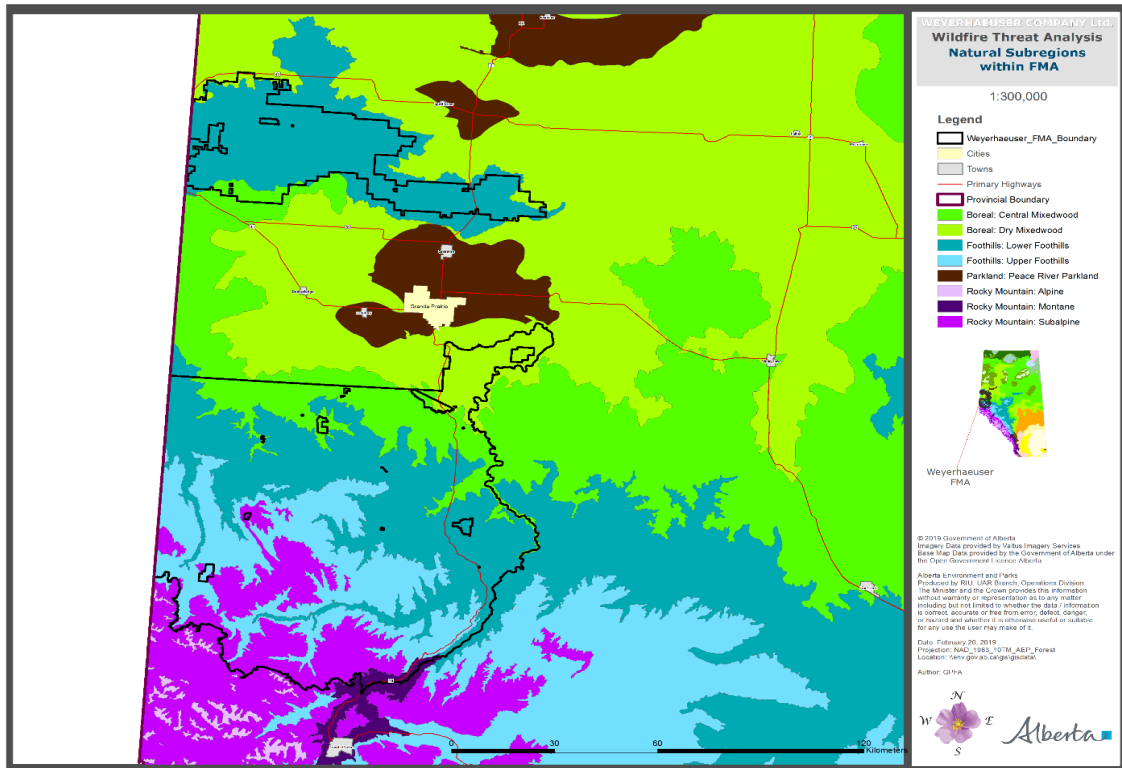 WEYERHAEUSER COMPANY Ltd.
Wildfire Threat Analysis
Natural Subregions
within FMA
1:300,000
Legend
Weyerhaeuser_FMA_Boundary
Cities
Towns
Primary Highways
Provincial Boundary
Boreal: Central Mixedwood
Boreal: Dry Mixedwood
Foothills: Lower Foothills
Foothills: Upper Foothills
Parkland: Peace River Parkland
Rocky Mountain: Alpine
Rocky Mountain: Montane
Rocky Mountain: Subalpine
Weyerhaeuser
FMA
© 2019 Government of Alberta
Imagery Data provided by Valtus Imagery Services
Base Map Data provided by the Government of Alberta under
the Open Government Licence Alberta
Alberta Environment and Parks
Produced by RIU, UAR Branch, Operations Division
The Minister and the Crown provides this information
without warranty or representation as to any matter
including but not limited to whether the data / information
is correct, accurate or free from error, defect, danger,
or hazard and whether it is otherwise useful or suitable
for any use the user may make of it.
Date: February 20, 2019
Projection: NAD_1983_10TM_AEP_Forest
Author: GPFA
N
W E
S
Alberta
Grande Prairie
0 30 60 120
Kilometers